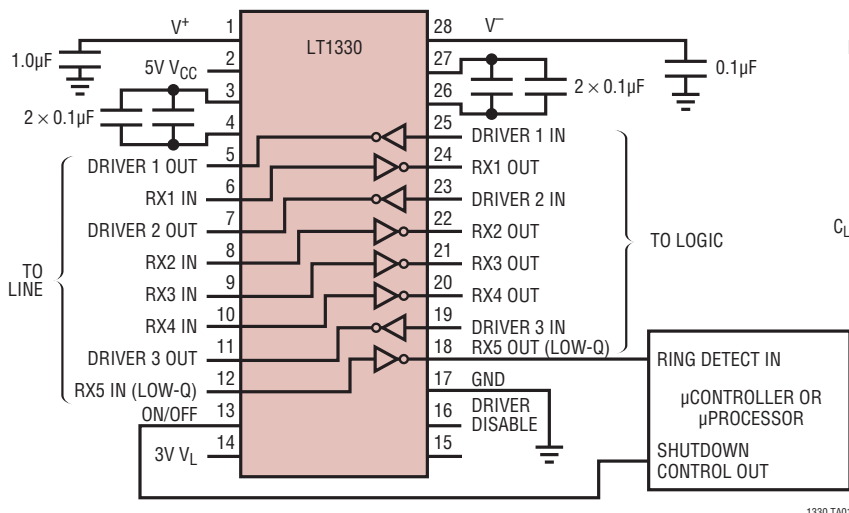 LT1330
V+
1
1.0µF
2
5V VCC
3
2 × 0.1µF
4
5
DRIVER 1 OUT
6
RX1 IN
7
DRIVER 2 OUT
8
RX2 IN
9
RX3 IN
10
RX4 IN
11
DRIVER 3 OUT
12
RX5 IN (LOW-Q)
13
ON/OFF
14
3V VL
TO
LINE
28
V–
0.1µF
27
2 × 0.1µF
26
25
DRIVER 1 IN
24
RX1 OUT
23
DRIVER 2 IN
22
RX2 OUT
21
RX3 OUT
20
RX4 OUT
19
DRIVER 3 IN
18
RX5 OUT (LOW-Q)
17
GND
16
DRIVER
DISABLE
15
TO LOGIC
RING DETECT IN
µCONTROLLER OR
µPROCESSOR
SHUTDOWN
CONTROL OUT
CL